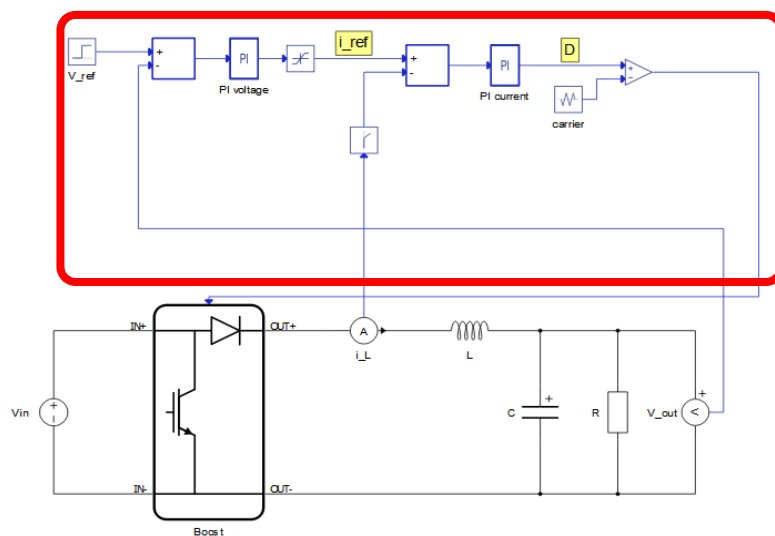 i_ref
D
+
-
PI
V_ref
PI voltage
+
-
PI
PI current
+
-
carrier
IN+
OUT+
A
i_L
L
+
Vin
+
-
C
+
R
V_out
V
IN-
OUT-
Boost